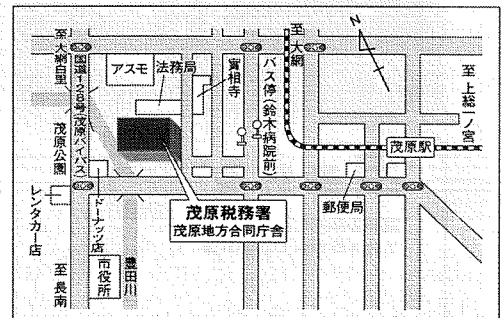 至大網白里
国道128号(茂原バイパス)
アスモ
法務局
實相寺
バス停(鈴木病院前)
至大網
N
至上総一ノ宮
茂原公園
茂原駅
レンタカー店
ドーナッツ店
茂原税務署
茂原地方合同庁舎
郵便局
市役所
豊田川
至長南